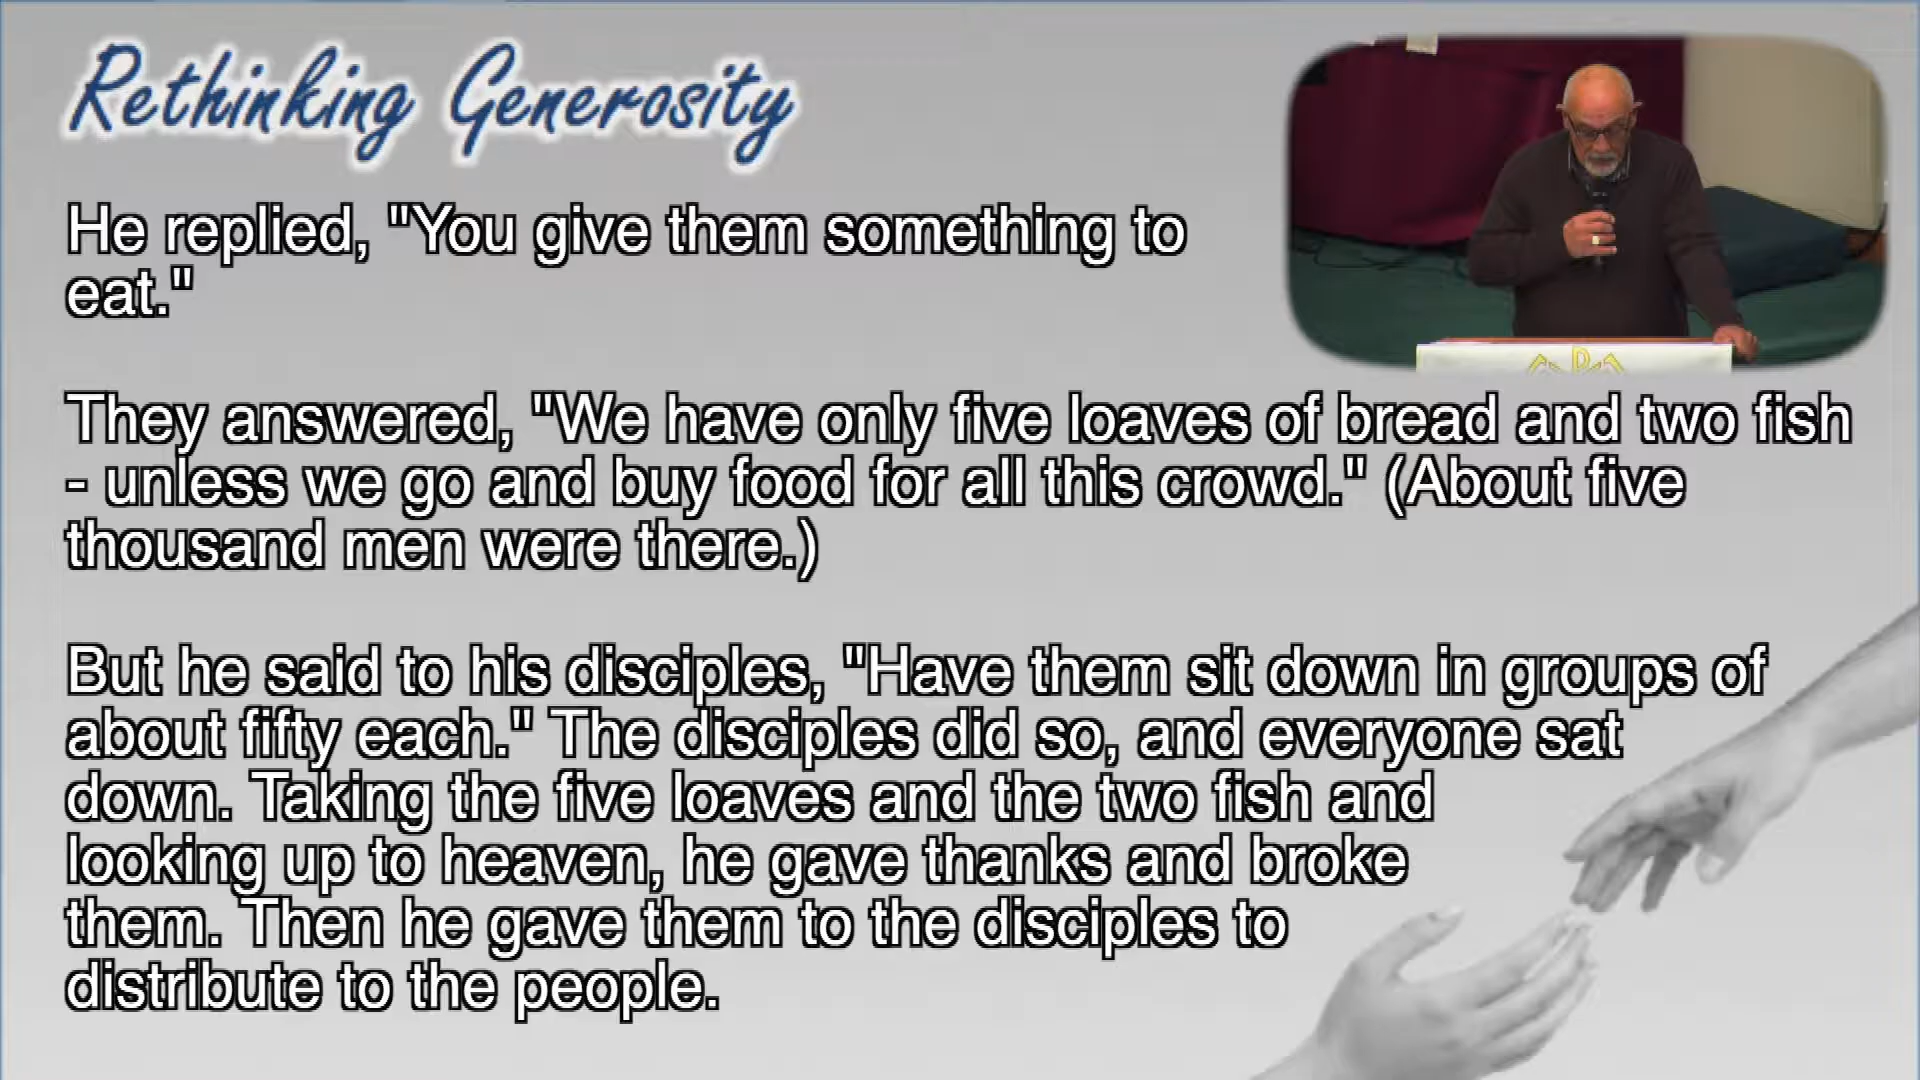 Rethinking Generosity
He replied, "You give them something to
eat."
They answered, "We have only five loaves of bread and two fish
- unless we go and buy food for all this crowd." (About five
thousand men were there.)
But he said to his disciples, "Have them sit down in groups of
about fifty each." The disciples did so, and everyone sat
down. Taking the five loaves and the two fish and
looking up to heaven, he gave thanks and broke
them. Then he gave them to the disciples to
distribute to the people.